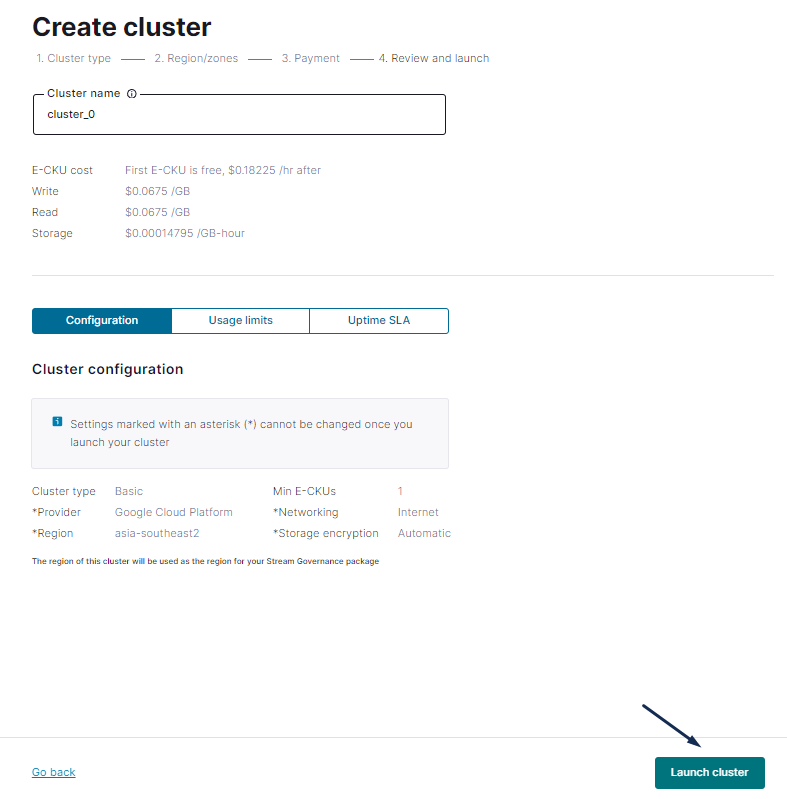 Create cluster
1. Cluster type 2. Region/zones 3. Payment 4. Review and launch
Cluster name
cluster_0
E-CKU cost First E-CKU is free, $0.18225 /hr after
Write $0.0675 /GB
Read $0.0675 /GB
Storage $0.00014795 /GB-hour
Configuration Usage limits Uptime SLA
Cluster configuration
Settings marked with an asterisk (*) cannot be changed once you
launch your cluster
Cluster type Basic Min E-CKUs 1
*Provider Google Cloud Platform *Networking Internet
*Region asia-southeast2 *Storage encryption Automatic
The region of this cluster will be used as the region for your Stream Governance package
Go back Launch cluster